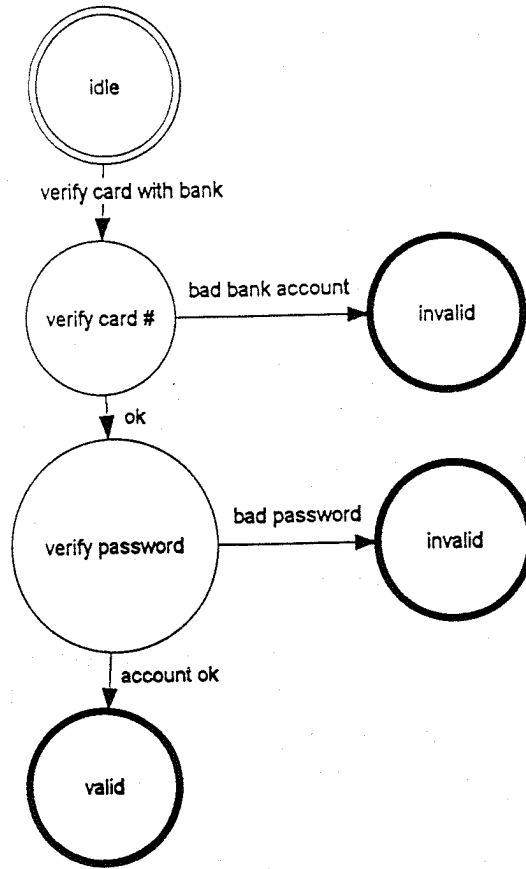 idle
verify card with bank
bad bank account
verify card #
invalid
ok
bad password
verify password
invalid
account ok
valid